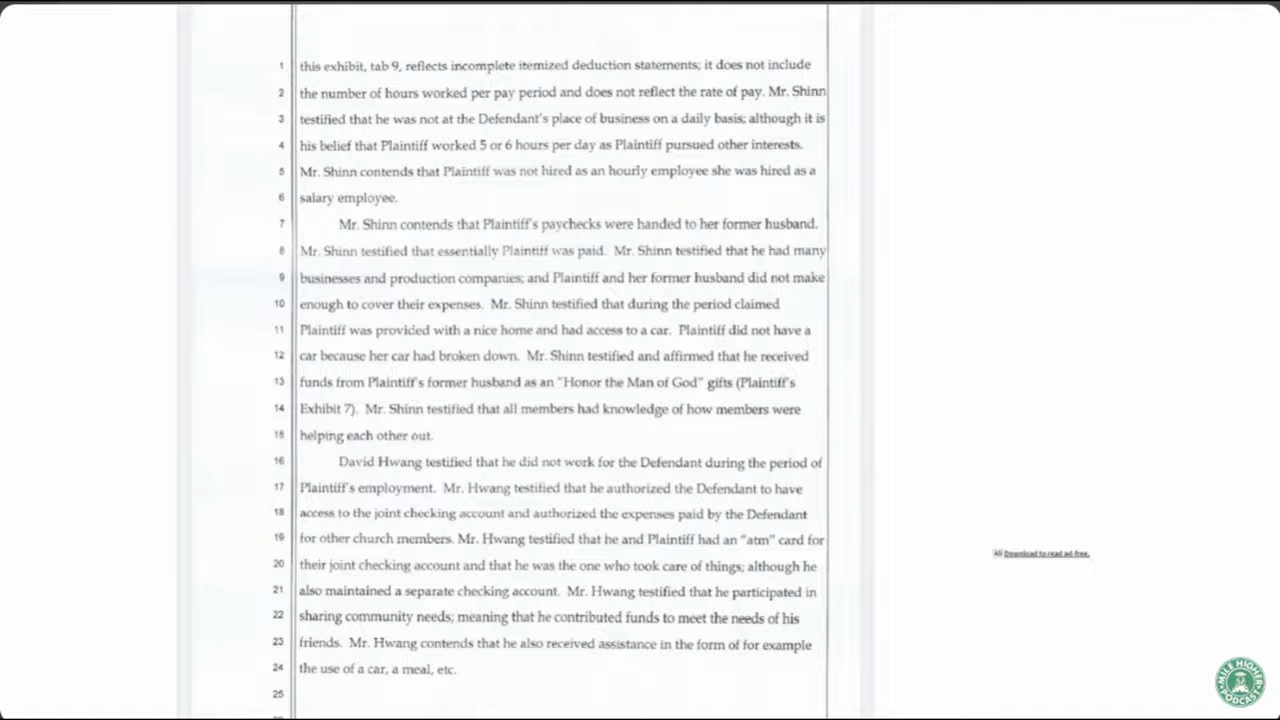 1 this exhibit, tab 9, reflects incomplete itemized deduction statements; it does not include
2 the number of hours worked per pay period and does not reflect the rate of pay. Mr. Shinn
3 testified that he was not at the Defendant's place of business on a daily basis; although it is
4 his belief that Plaintiff worked 5 or 6 hours per day as Plaintiff pursued other interests.
5 Mr. Shinn contends that Plaintiff was not hired as an hourly employee she was hired as a
6 salary employee.
7 Mr. Shinn contends that Plaintiff's paychecks were handed to her former husband.
8 Mr. Shinn testified that essentially Plaintiff was paid. Mr. Shinn testified that he had many
9 businesses and production companies; and Plaintiff and her former husband did not make
10 enough to cover their expenses. Mr. Shinn testified that during the period claimed
11 Plaintiff was provided with a nice home and had access to a car. Plaintiff did not have a
12 car because her car had broken down. Mr. Shinn testified and affirmed that he received
13 funds from Plaintiff's former husband as an "Honor the Man of God" gifts (Plaintiff's
14 Exhibit 7). Mr. Shinn testified that all members had knowledge of how members were
15 helping each other out.
16 David Hwang testified that he did not work for the Defendant during the period of
17 Plaintiff's employment. Mr. Hwang testified that he authorized the Defendant to have
18 access to the joint checking account and authorized the expenses paid by the Defendant
19 for other church members. Mr. Hwang testified that he and Plaintiff had an "atm" card for
20 their joint checking account and that he was the one who took care of things; although he
21 also maintained a separate checking account. Mr. Hwang testified that he participated in
22 sharing community needs; meaning that he contributed funds to meet the needs of his
23 friends. Mr. Hwang contends that he also received assistance in the form of for example
24 the use of a car, a meal, etc.
25
Download to read ad-free.
MILE HIGHER PODCAST